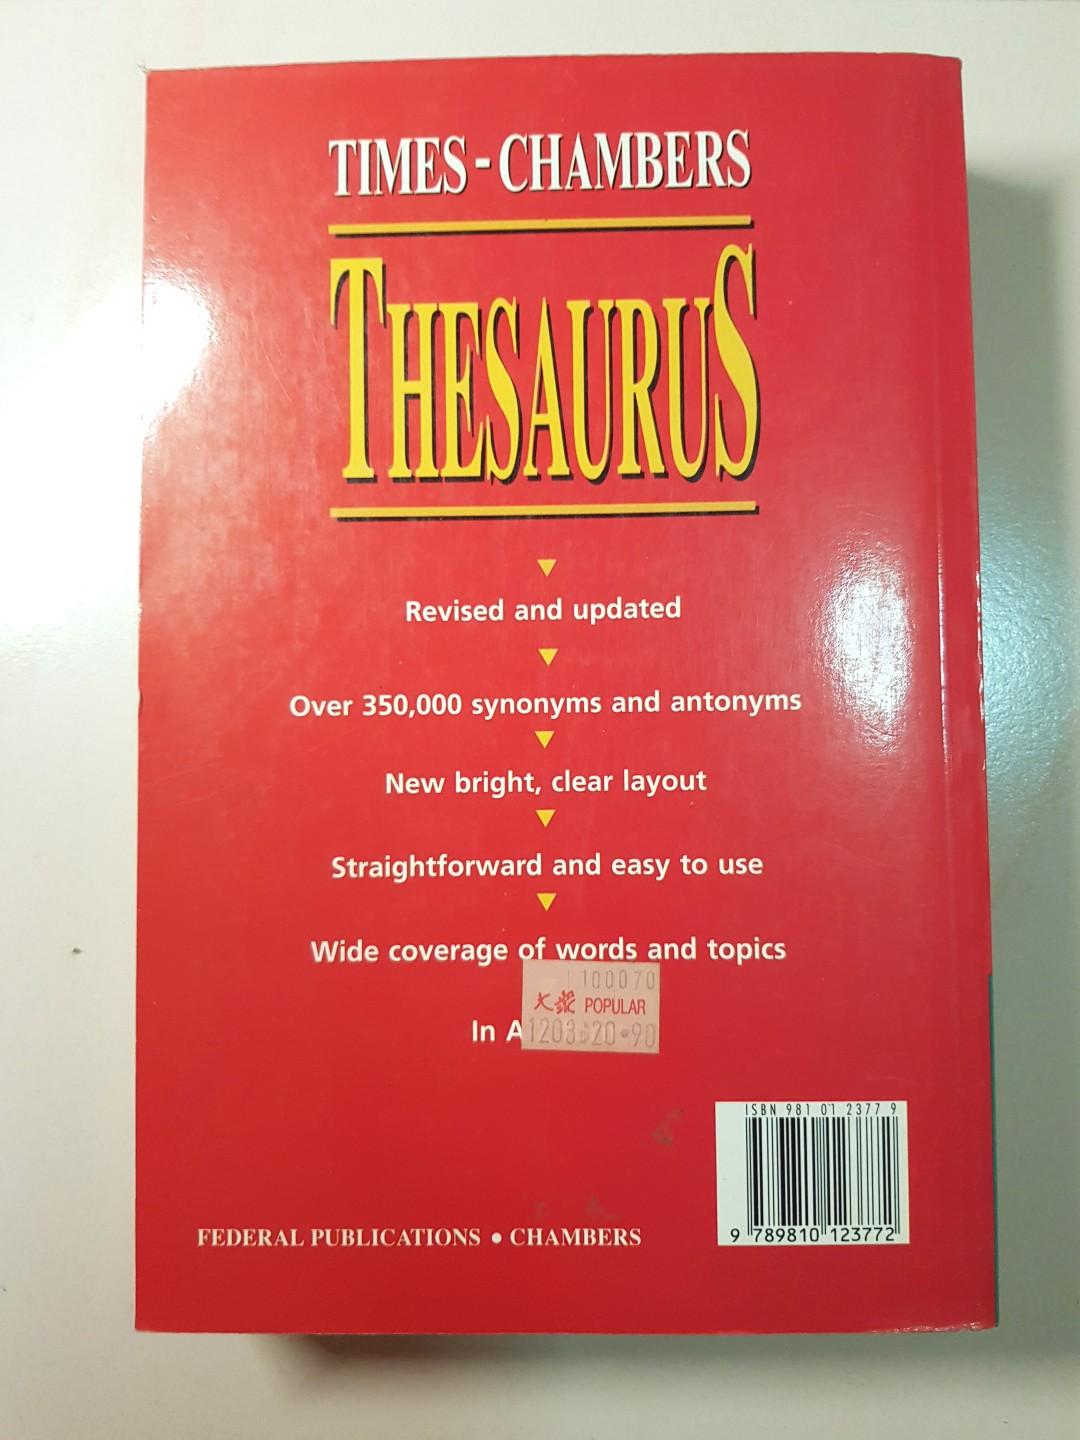 TIMES-CHAMBERS
THESAURUS
Revised and updated
Over 350,000 synonyms and antonyms
New bright, clear layout
Straightforward and easy to use
Wide coverage of words and topics
In
100070
大衆 POPULAR
1203 $20.90
ISBN 981 01 2377 9
9 789810 123772
FEDERAL PUBLICATIONS • CHAMBERS